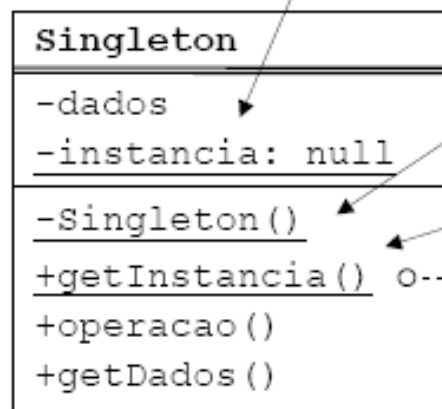 Singleton
-dados
-instancia: null
-Singleton()
+getInstancia()
+operacao()
+getDados()